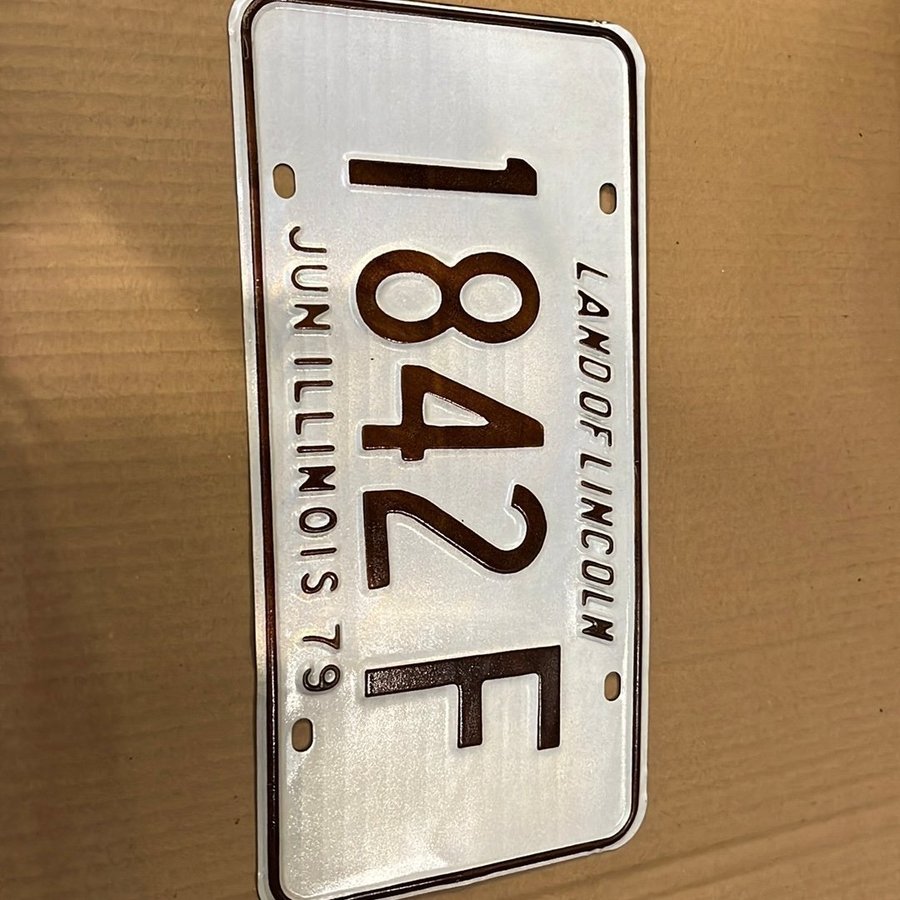 LAND OF LINCOLN
1842 F
JUN ILLINOIS 79